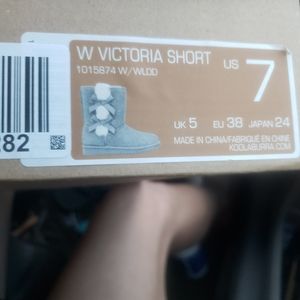 W VICTORIA SHORT
1015874 W/WLDD
US 7
UK 5 EU 38 JAPAN 24
MADE IN CHINA/FABRIQUÉ EN CHINE
KOOLABURRA.COM
282